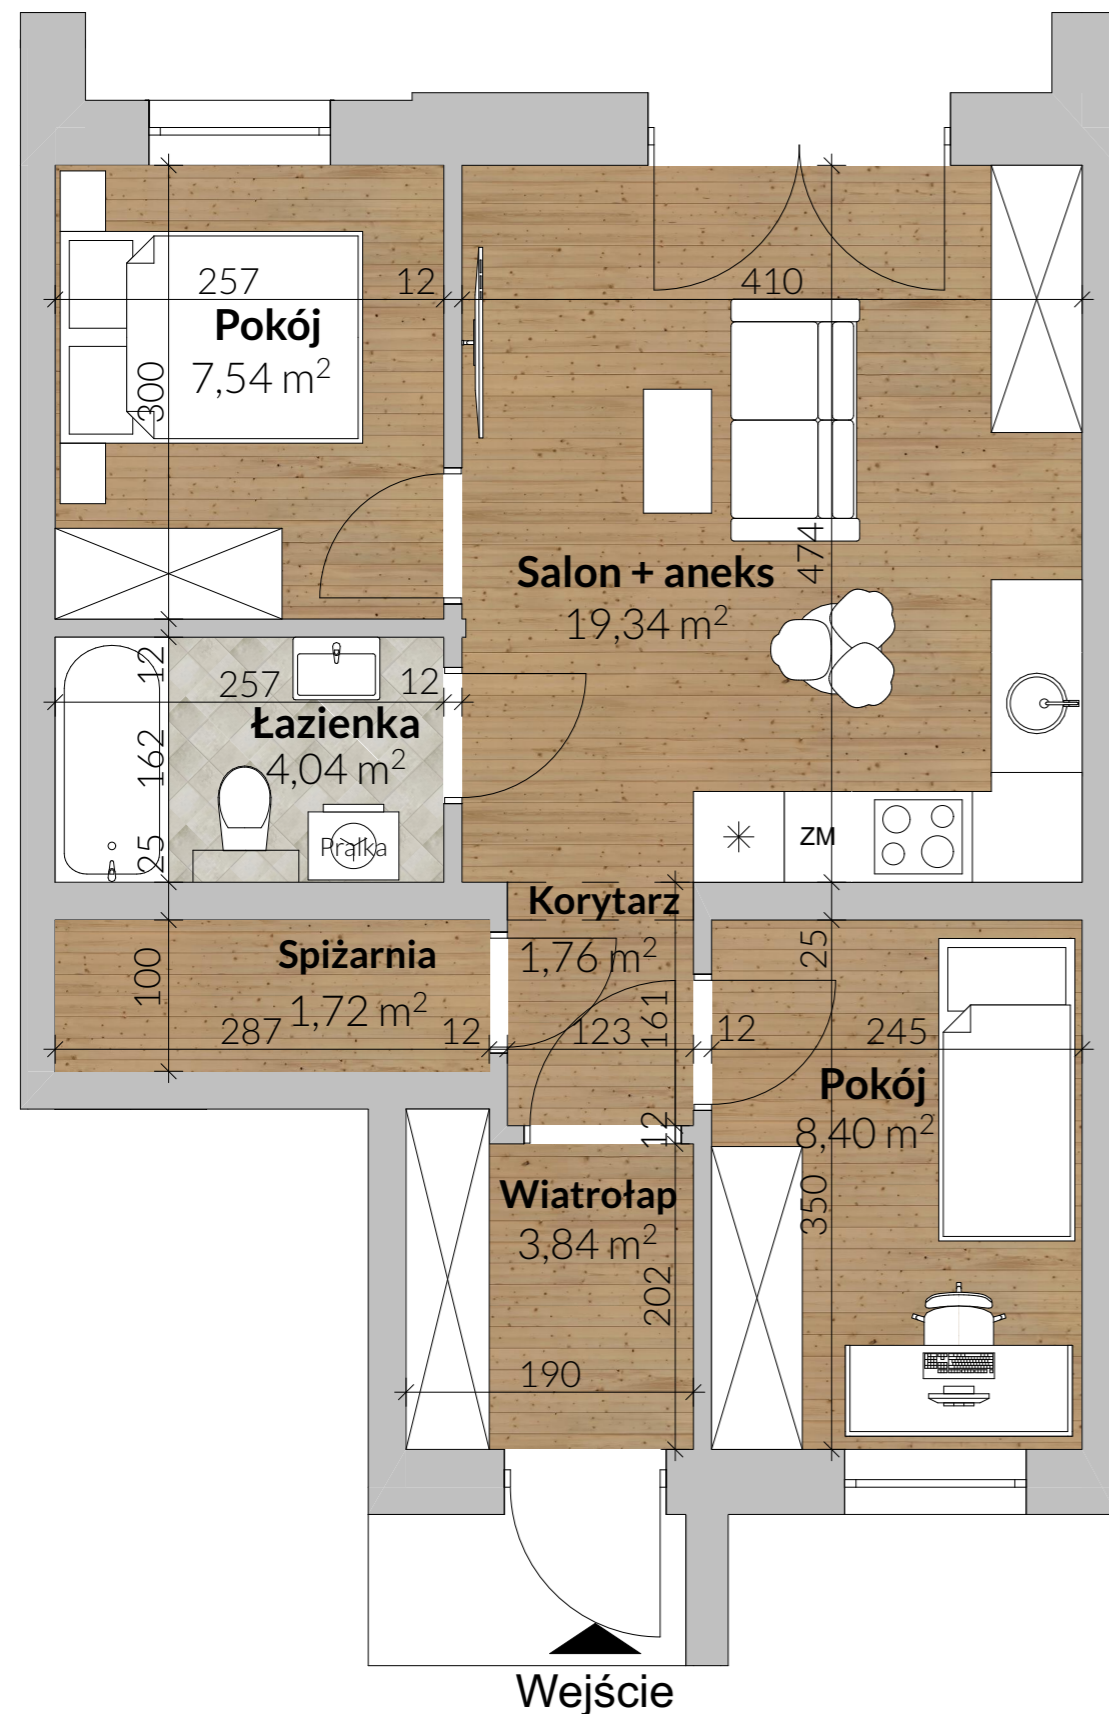 257
12
410
Pokój
7,54 m²
300
474
Salon + aneks
19,34 m²
12
257
12
Łazienka
4,04 m²
162
25
Pralka
ZM
Korytarz
1,76 m²
Spiżarnia
1,72 m²
100
287
12
123
161
12
25
245
Pokój
8,40 m²
350
12
Wiatrołap
3,84 m²
202
190
Wejście